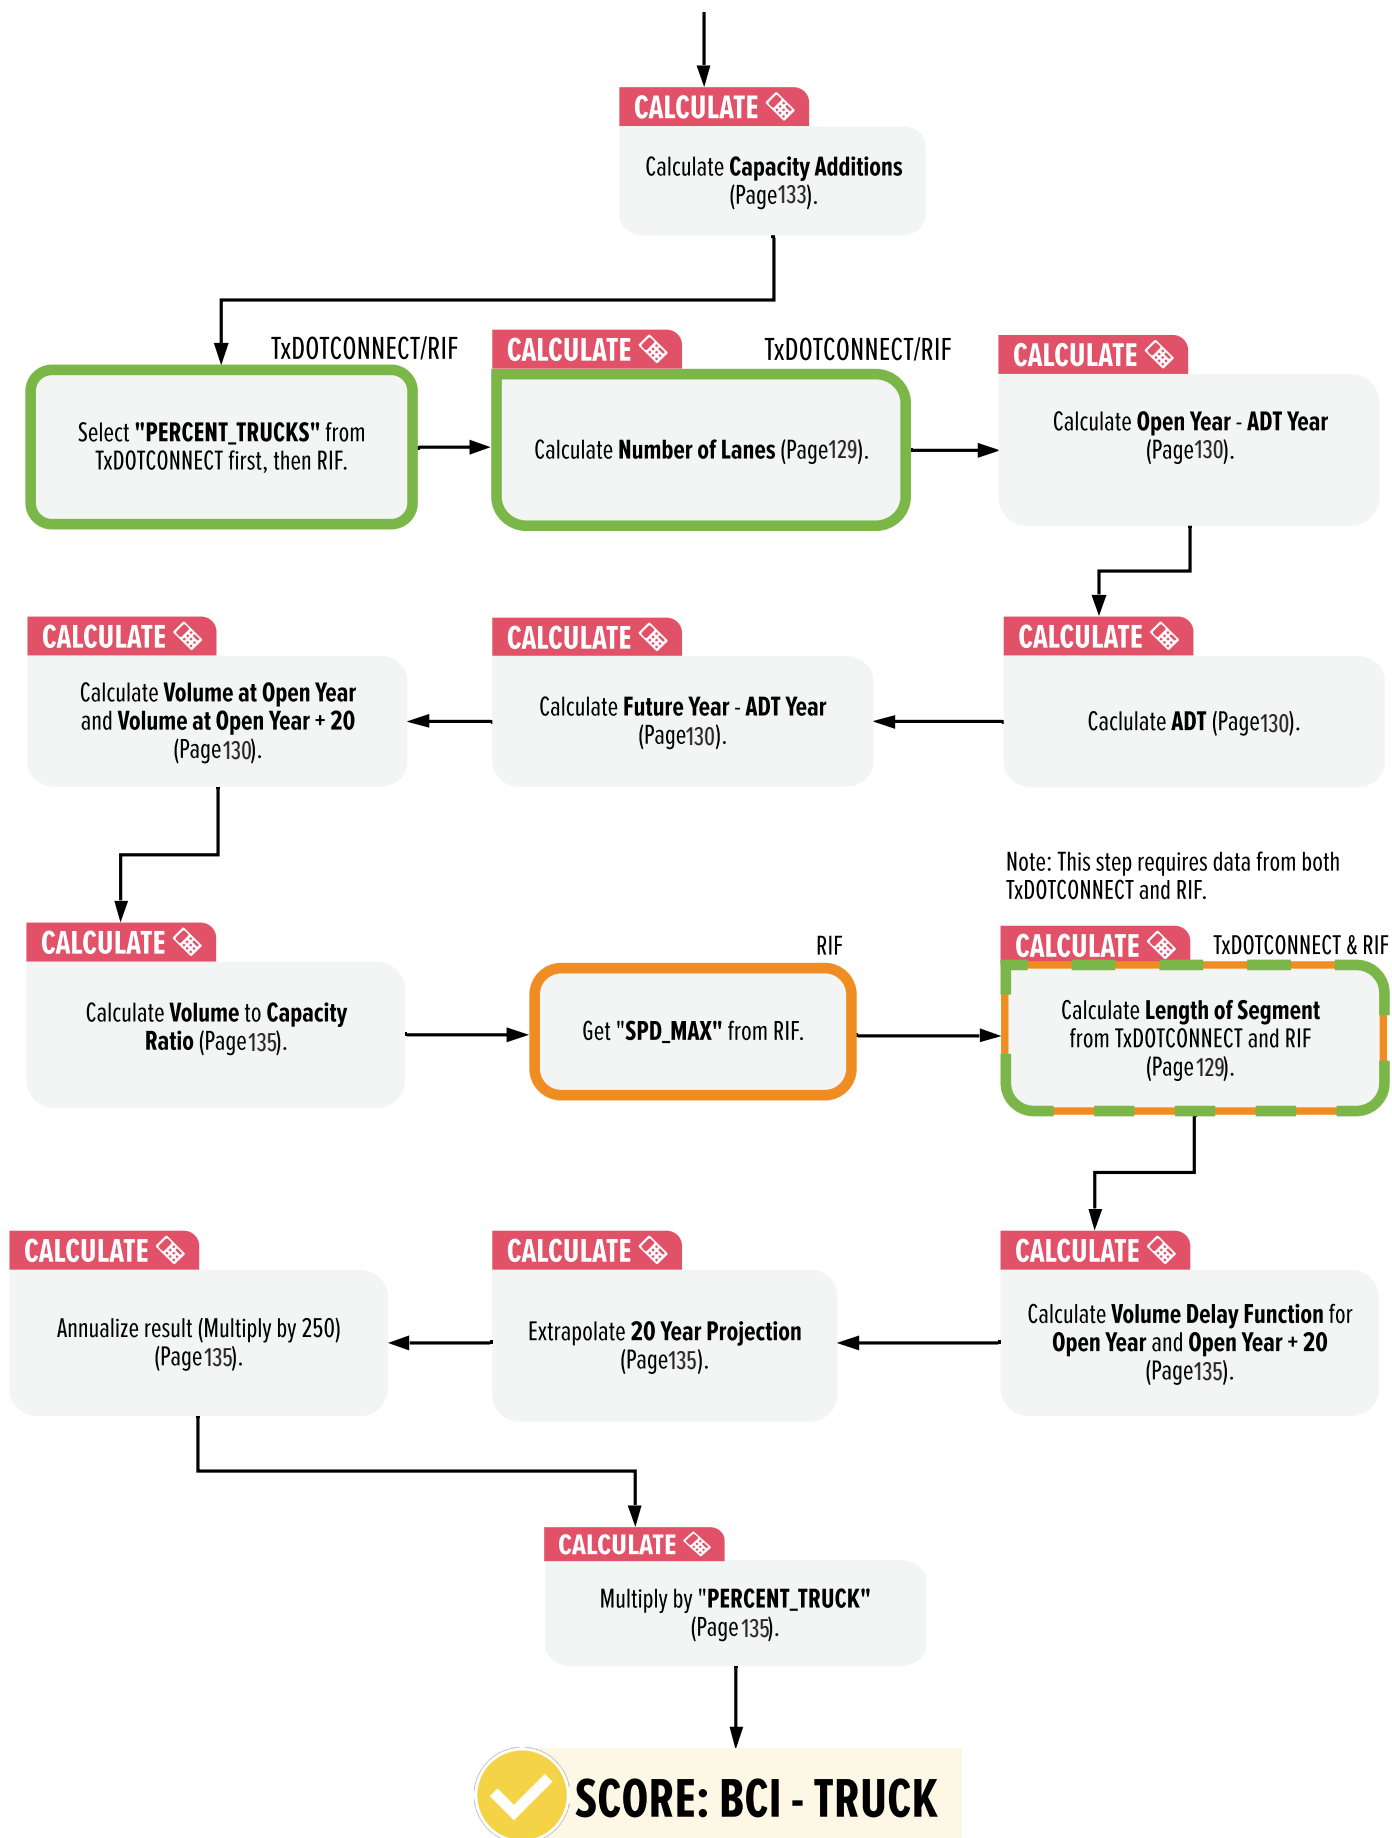 CALCULATE
Calculate Capacity Additions
(Page133).
TxDOTCONNECT/RIF
Select "PERCENT_TRUCKS" from
TxDOTCONNECT first, then RIF.
CALCULATE
TxDOTCONNECT/RIF
Calculate Number of Lanes (Page129).
CALCULATE
Calculate Open Year - ADT Year
(Page130).
CALCULATE
Caclulate ADT (Page130).
CALCULATE
Calculate Future Year - ADT Year
(Page130).
CALCULATE
Calculate Volume at Open Year
and Volume at Open Year + 20
(Page130).
CALCULATE
Calculate Volume to Capacity
Ratio (Page135).
RIF
Get "SPD_MAX" from RIF.
Note: This step requires data from both
TxDOTCONNECT and RIF.
CALCULATE
TxDOTCONNECT & RIF
Calculate Length of Segment
from TxDOTCONNECT and RIF
(Page129).
CALCULATE
Calculate Volume Delay Function for
Open Year and Open Year + 20
(Page135).
CALCULATE
Extrapolate 20 Year Projection
(Page135).
CALCULATE
Annualize result (Multiply by 250)
(Page135).
CALCULATE
Multiply by "PERCENT_TRUCK"
(Page135).
SCORE: BCI - TRUCK